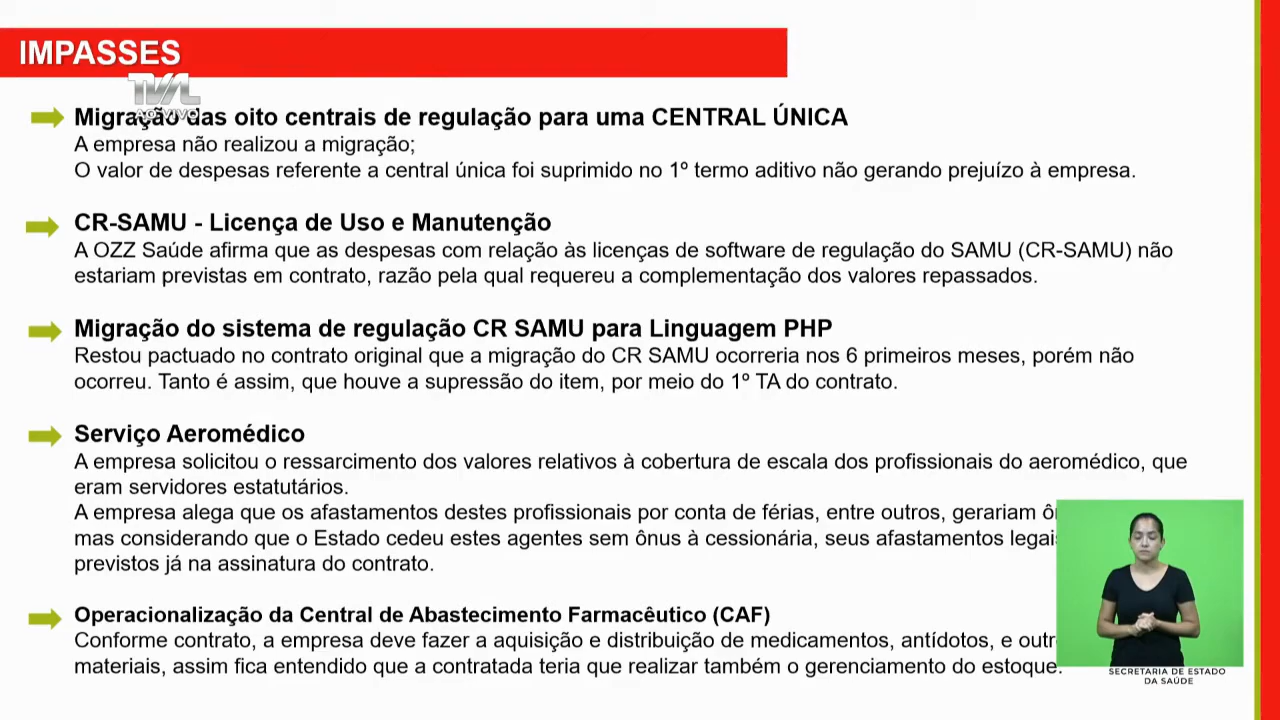 IMPASSES
TVAL
AO VIVO
Migração das oito centrais de regulação para uma CENTRAL ÚNICA
A empresa não realizou a migração;
O valor de despesas referente a central única foi suprimido no 1º termo aditivo não gerando prejuízo à empresa.
CR-SAMU - Licença de Uso e Manutenção
A OZZ Saúde afirma que as despesas com relação às licenças de software de regulação do SAMU (CR-SAMU) não
estariam previstas em contrato, razão pela qual requereu a complementação dos valores repassados.
Migração do sistema de regulação CR SAMU para Linguagem PHP
Restou pactuado no contrato original que a migração do CR SAMU ocorreria nos 6 primeiros meses, porém não
ocorreu. Tanto é assim, que houve a supressão do item, por meio do 1º TA do contrato.
Serviço Aeromédico
A empresa solicitou o ressarcimento dos valores relativos à cobertura de escala dos profissionais do aeromédico, que
eram servidores estatutários.
A empresa alega que os afastamentos destes profissionais por conta de férias, entre outros, gerariam
mas considerando que o Estado cedeu estes agentes sem ônus à cessionária, seus afastamentos legais
previstos já na assinatura do contrato.
Operacionalização da Central de Abastecimento Farmacêutico (CAF)
Conforme contrato, a empresa deve fazer a aquisição e distribuição de medicamentos, antídotos, e
materiais, assim fica entendido que a contratada teria que realizar também o gerenciamento do estoque.
SECRETARIA DE ESTADO
DA SAÚDE